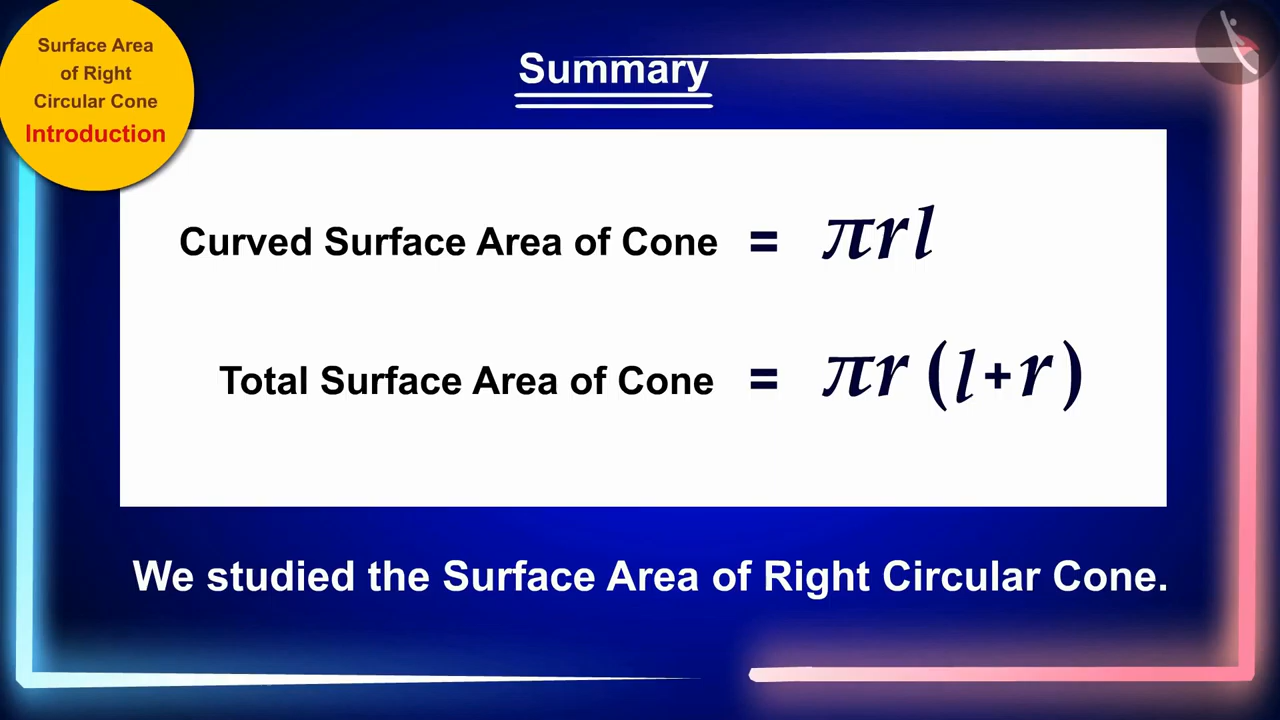 Surface Area
of Right
Circular Cone
Introduction
Summary
Curved Surface Area of Cone = πrl
Total Surface Area of Cone = πr (l+r)
We studied the Surface Area of Right Circular Cone.